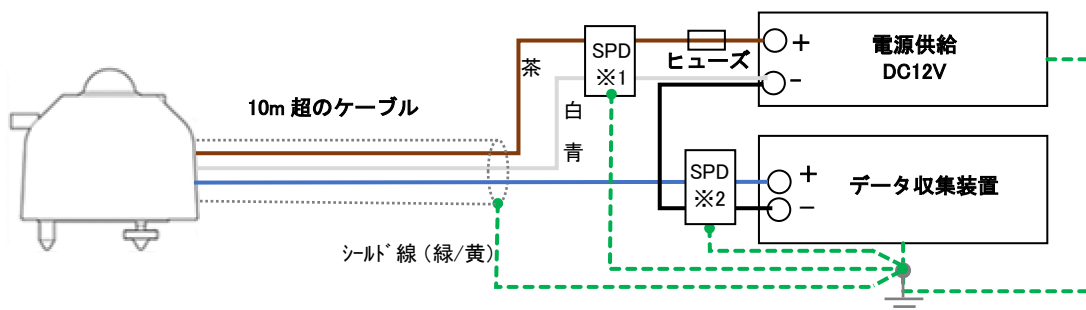 10m 超のケーブル
茶
SPD
※1
ヒューズ
+
-
電源供給
DC12V
白
青
SPD
※2
+
-
データ収集装置
シールド線 (緑/黄)